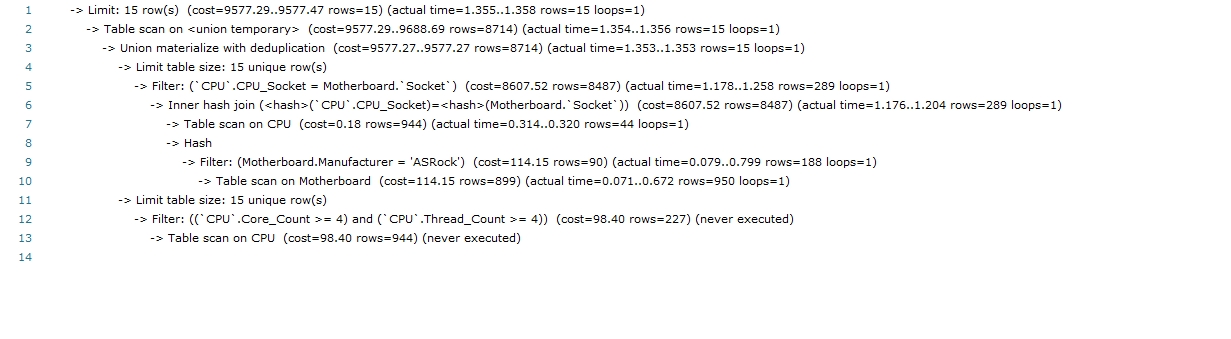 1 -> Limit: 15 row(s) (cost=9577.29..9577.47 rows=15) (actual time=1.355..1.358 rows=15 loops=1)
2 -> Table scan on <union temporary> (cost=9577.29..9688.69 rows=8714) (actual time=1.354..1.356 rows=15 loops=1)
3 -> Union materialize with deduplication (cost=9577.27..9577.27 rows=8714) (actual time=1.353..1.353 rows=15 loops=1)
4 -> Limit table size: 15 unique row(s)
5 -> Filter: (`CPU`.CPU_Socket = Motherboard.`Socket`) (cost=8607.52 rows=8487) (actual time=1.178..1.258 rows=289 loops=1)
6 -> Inner hash join (<hash>(`CPU`.CPU_Socket)=<hash>(Motherboard.`Socket`)) (cost=8607.52 rows=8487) (actual time=1.176..1.204 rows=289 loops=1)
7 -> Table scan on CPU (cost=0.18 rows=944) (actual time=0.314..0.320 rows=44 loops=1)
8 -> Hash
9 -> Filter: (Motherboard.Manufacturer = 'ASRock') (cost=114.15 rows=90) (actual time=0.079..0.799 rows=188 loops=1)
10 -> Table scan on Motherboard (cost=114.15 rows=899) (actual time=0.071..0.672 rows=950 loops=1)
11 -> Limit table size: 15 unique row(s)
12 -> Filter: ((`CPU`.Core_Count >= 4) and (`CPU`.Thread_Count >= 4)) (cost=98.40 rows=227) (never executed)
13 -> Table scan on CPU (cost=98.40 rows=944) (never executed)
14